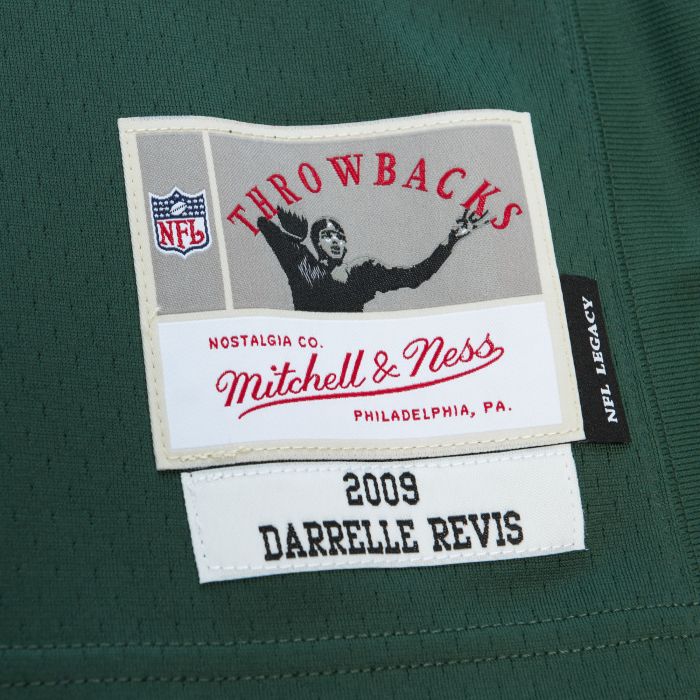 THROWBACKS
NFL
NOSTALGIA CO.
Mitchell & Ness
PHILADELPHIA, PA.
NFL LEGACY
2009
DARRELLE REVIS